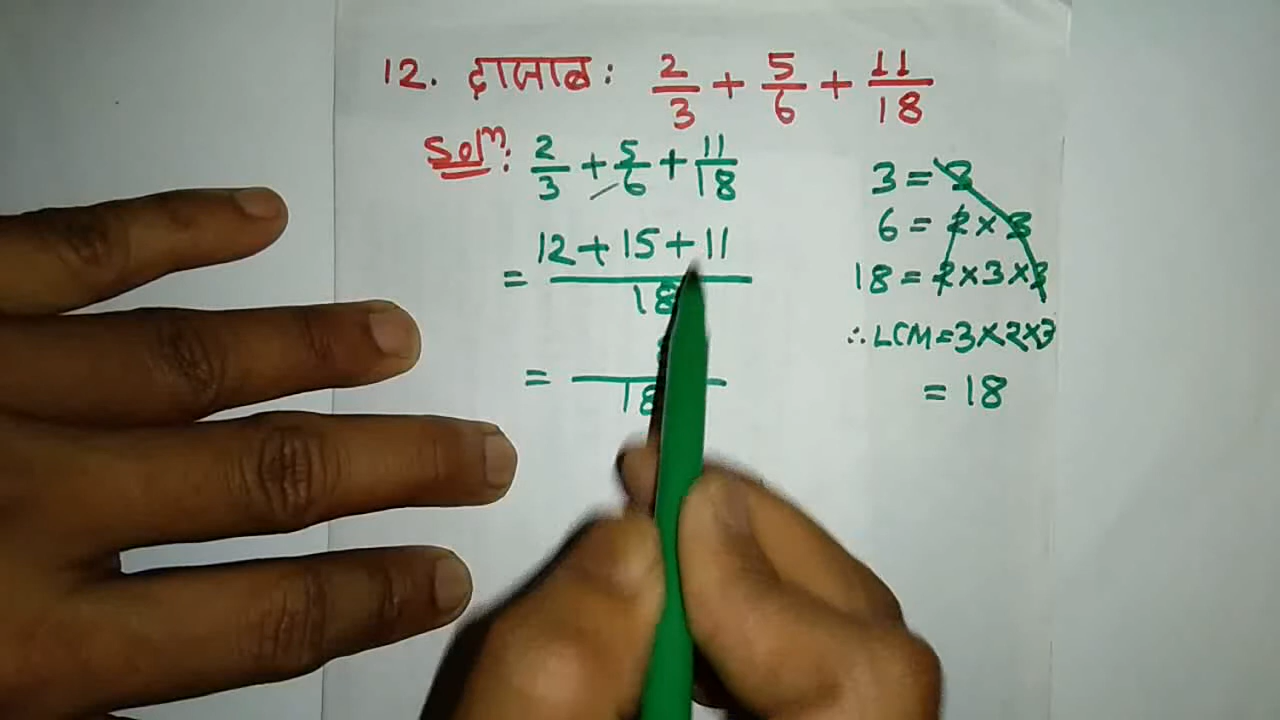 12. दाजाब: 2/3 + 5/6 + 11/18
Solⁿ: 2/3 + 5/6 + 11/18
= 12 + 15 + 11 / 18
= / 18
3 = 3
6 = 2 × 3
18 = 2 × 3 × 3
∴ LCM = 3 × 2 × 3
= 18